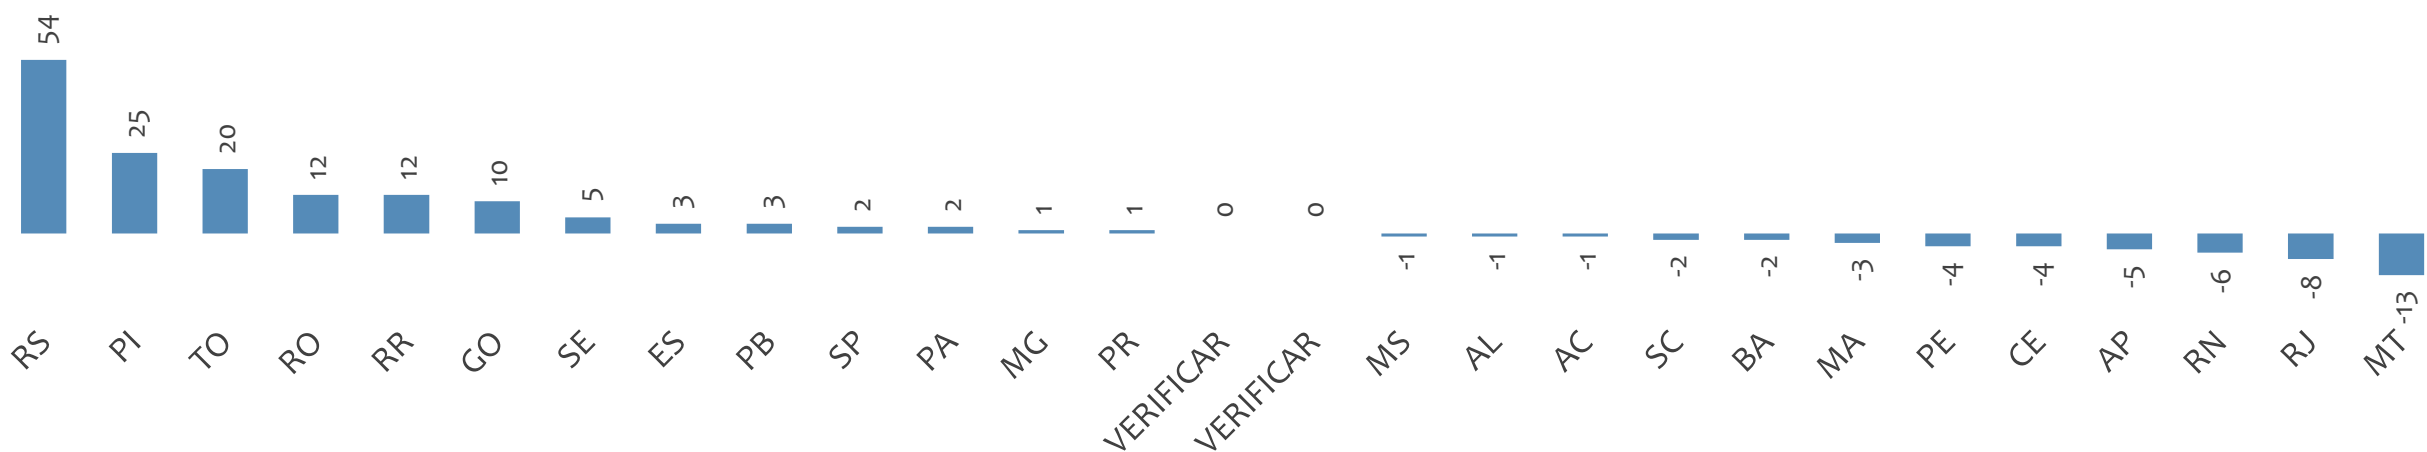 54
25
20
12
12
10
5
3
3
2
2
1
1
0
0
-1
-1
-1
-2
-2
-3
-4
-4
-5
-6
-8
-13
RS
PI
TO
RO
RR
GO
SE
ES
PB
SP
PA
MG
PR
VERIFICAR
VERIFICAR
MS
AL
AC
SC
BA
MA
PE
CE
AP
RN
RJ
MT